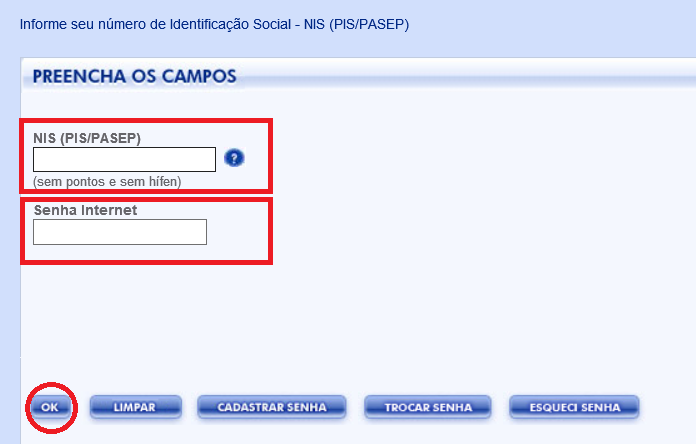 Informe seu número de Identificação Social - NIS (PIS/PASEP)
PREENCHA OS CAMPOS
NIS (PIS/PASEP)
?
(sem pontos e sem hífen)
Senha Internet
OK LIMPAR CADASTRAR SENHA TROCAR SENHA ESQUECI SENHA